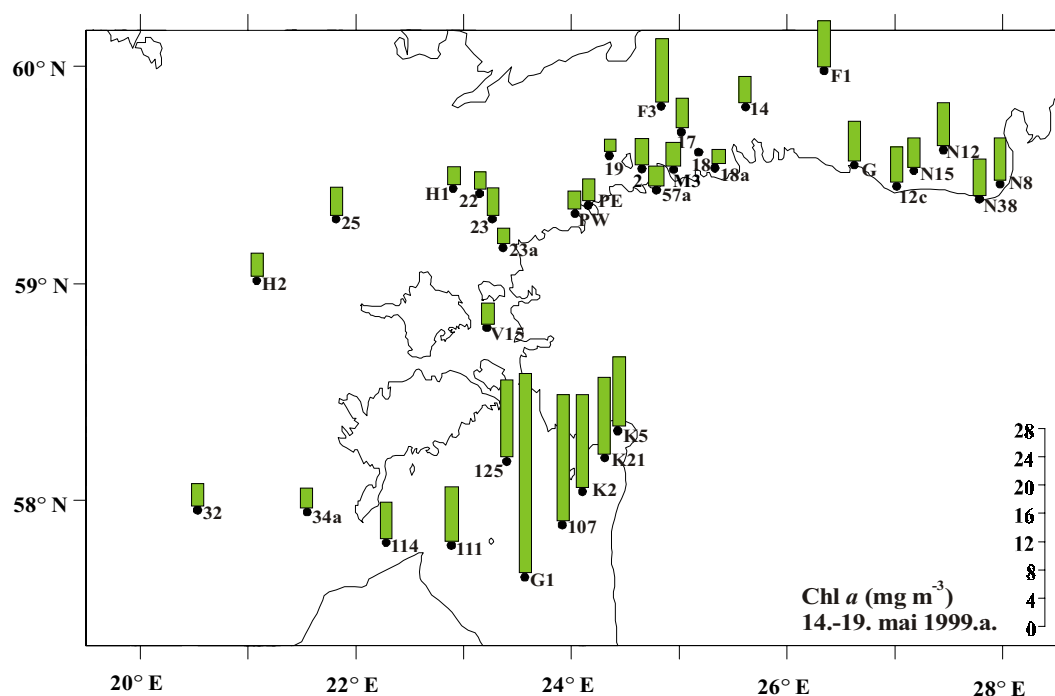 60° N
F1
F3
14
17
19
18
2
M3
18a
G
N12
N15
N8
12c
N38
57a
H1
22
PE
PW
25
23
23a
H2
59° N
V15
K5
28
125
K21
24
K2
20
58° N
32
34a
107
16
114
111
12
G1
8
Chl a (mg m-3)
4
14.-19. mai 1999.a.
0
20° E
22° E
24° E
26° E
28° E